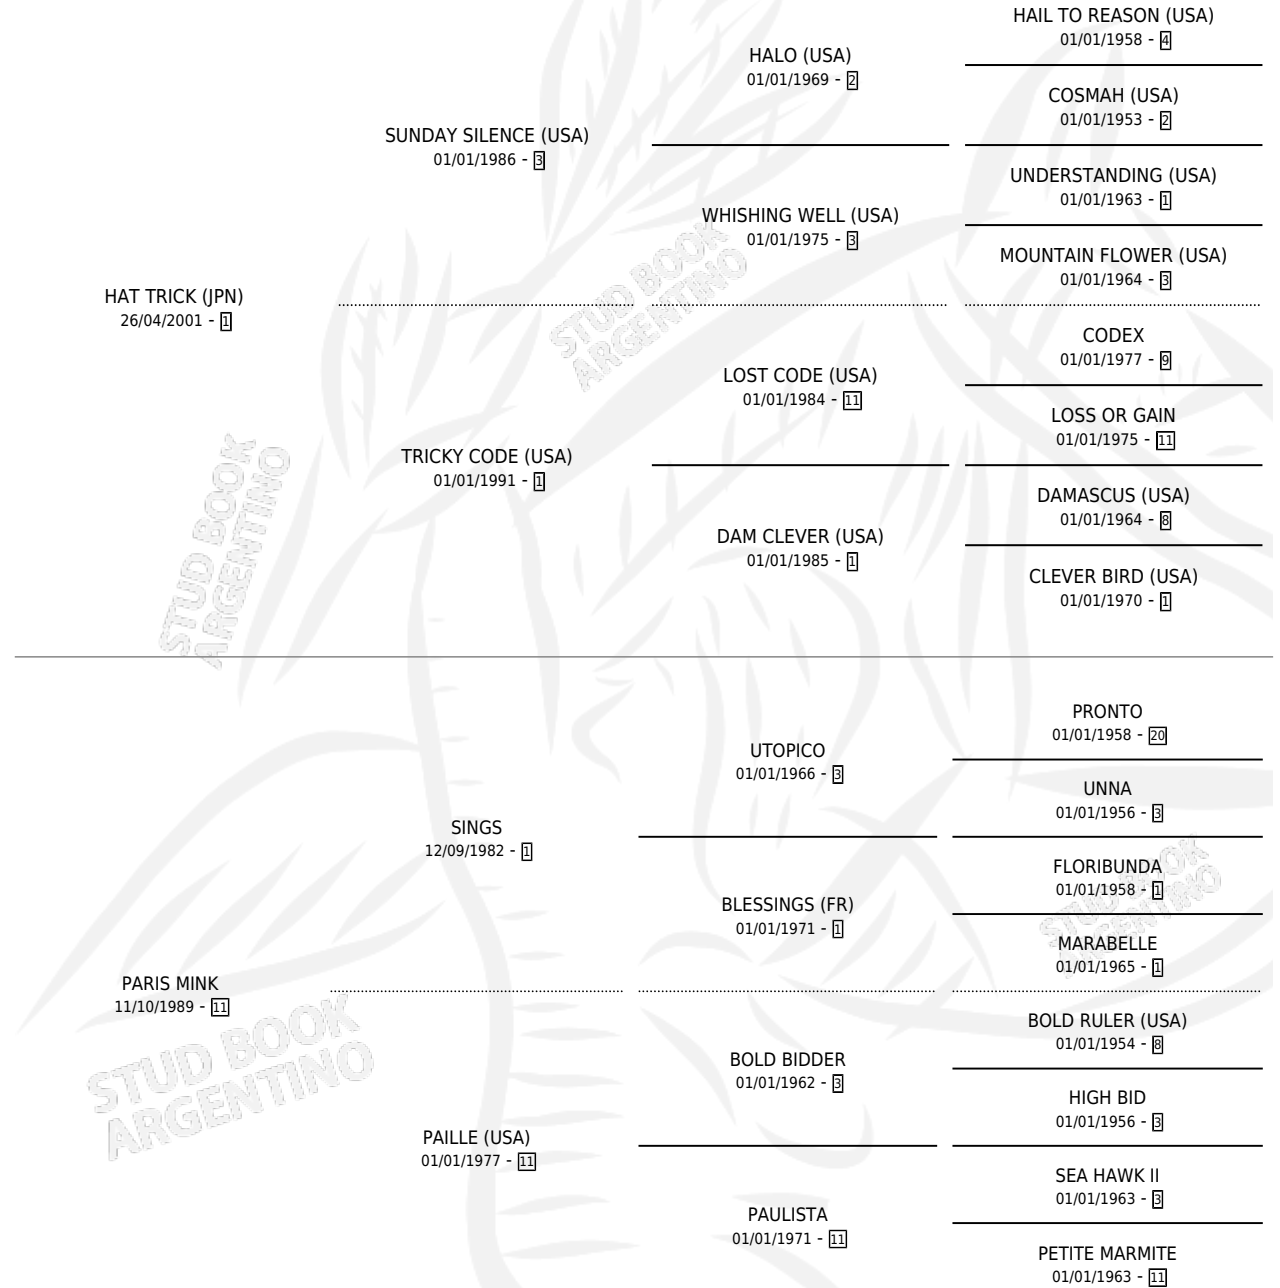 HAIL TO REASON (USA)
01/01/1958 - 4
HALO (USA)
01/01/1969 - 2
COSMAH (USA)
01/01/1953 - 2
SUNDAY SILENCE (USA)
01/01/1986 - 3
UNDERSTANDING (USA)
01/01/1963 - 1
WHISHING WELL (USA)
01/01/1975 - 3
MOUNTAIN FLOWER (USA)
01/01/1964 - 3
STUD BOOK
ARGENTINO
HAT TRICK (JPN)
26/04/2001 - 1
CODEX
01/01/1977 - 9
LOST CODE (USA)
01/01/1984 - 11
LOSS OR GAIN
01/01/1975 - 11
TRICKY CODE (USA)
01/01/1991 - 1
DAMASCUS (USA)
01/01/1964 - 8
DAM CLEVER (USA)
01/01/1985 - 1
CLEVER BIRD (USA)
01/01/1970 - 1
STUD BOOK
ARGENTINO
PRONTO
01/01/1958 - 20
UTOPICO
01/01/1966 - 3
UNNA
01/01/1956 - 3
SINGS
12/09/1982 - 1
FLORIBUNDA
01/01/1958 - 1
BLESSINGS (FR)
01/01/1971 - 1
STUD BOOK
ARGENTINO
MARABELLE
01/01/1965 - 1
PARIS MINK
11/10/1989 - 11
BOLD RULER (USA)
01/01/1954 - 8
BOLD BIDDER
01/01/1962 - 3
STUD BOOK
ARGENTINO
HIGH BID
01/01/1956 - 3
PAILLE (USA)
01/01/1977 - 11
SEA HAWK II
01/01/1963 - 3
PAULISTA
01/01/1971 - 11
PETITE MARMITE
01/01/1963 - 11